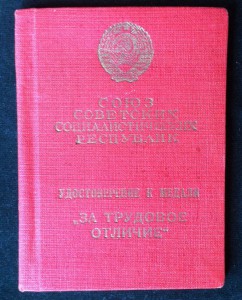 СОЮЗ
СОВЕТСКИХ
СОЦИАЛИСТИЧЕСКИХ
РЕСПУБЛИК
УДОСТОВЕРЕНИЕ К МЕДАЛИ
„ЗА ТРУДОВОЕ
ОТЛИЧИЕ“